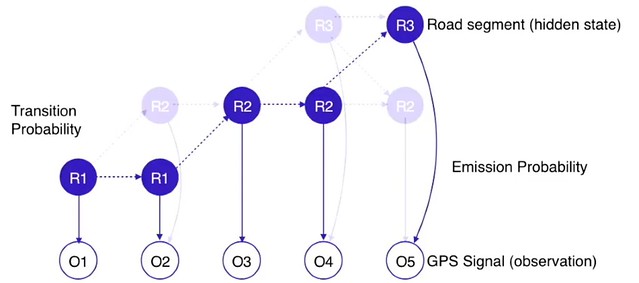 R3
R3
Road segment (hidden state)
Transition
Probability
R2
R2
R2
R2
R1
R1
Emission Probability
O1
O2
O3
O4
O5
GPS Signal (observation)